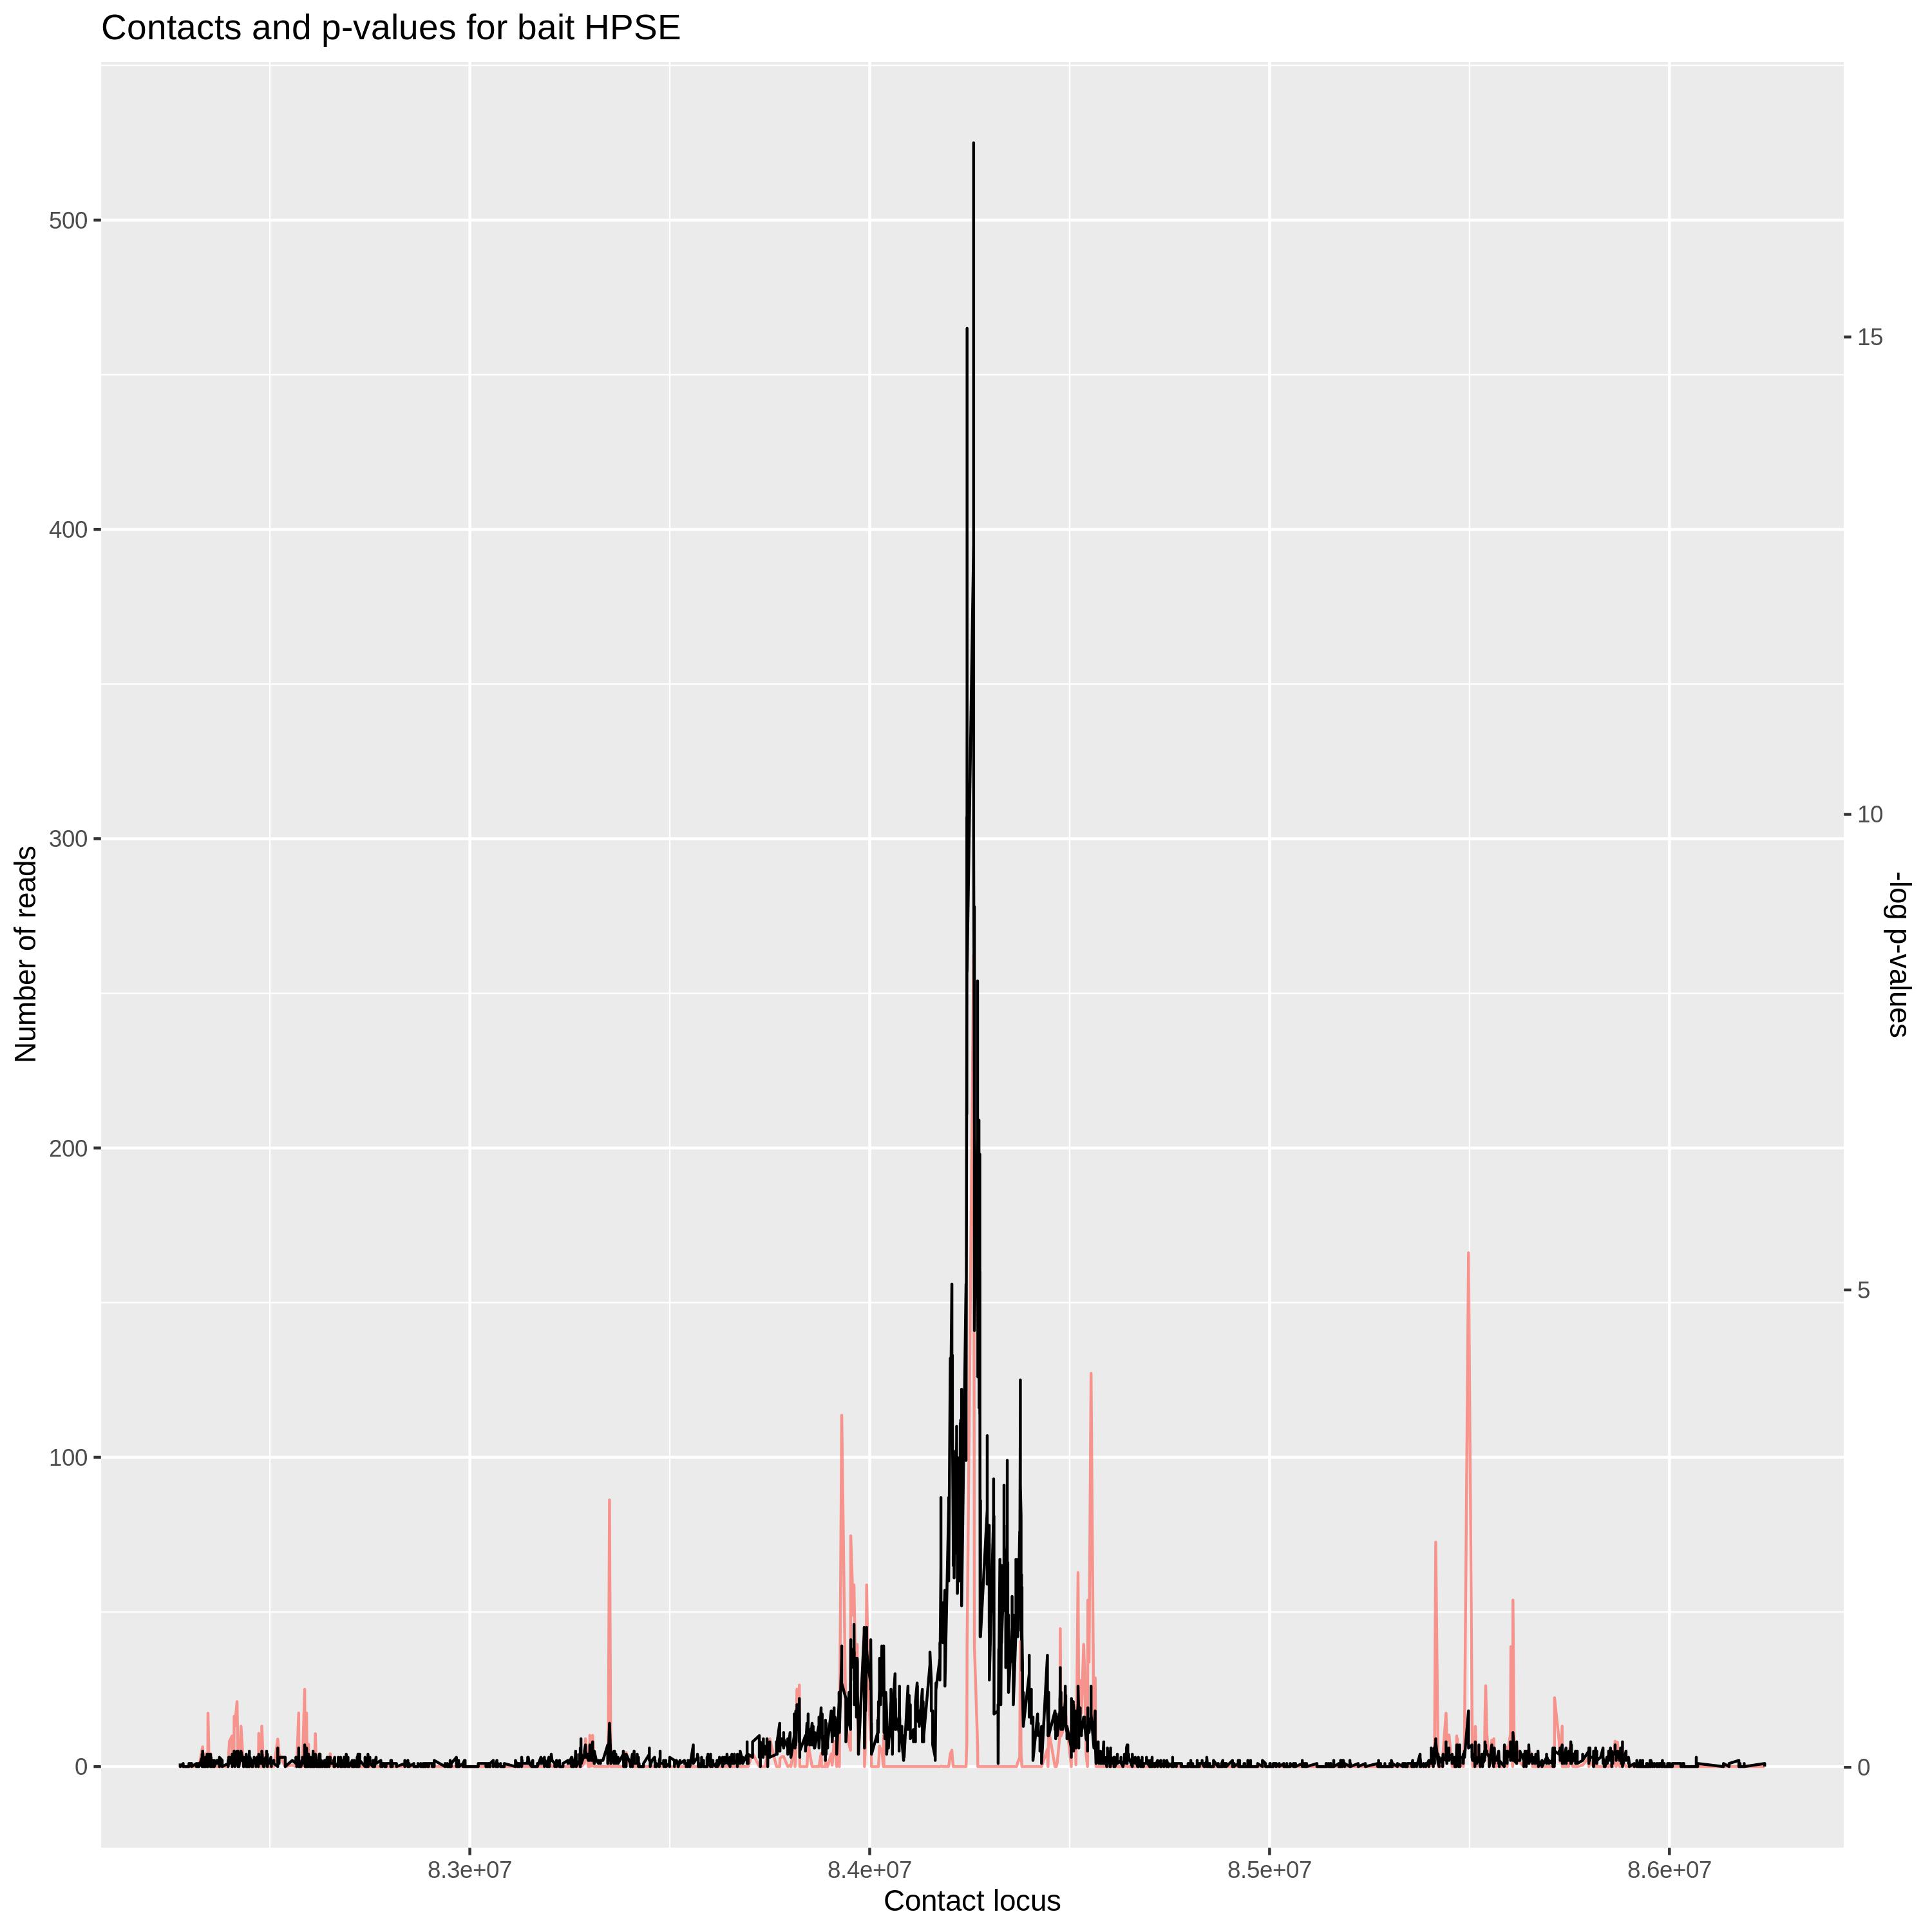 Contacts and p-values for bait HPSE
500
400
300
200
100
0
Number of reads
15
10
5
0
-log p-values
8.3e+07
8.4e+07
8.5e+07
8.6e+07
Contact locus